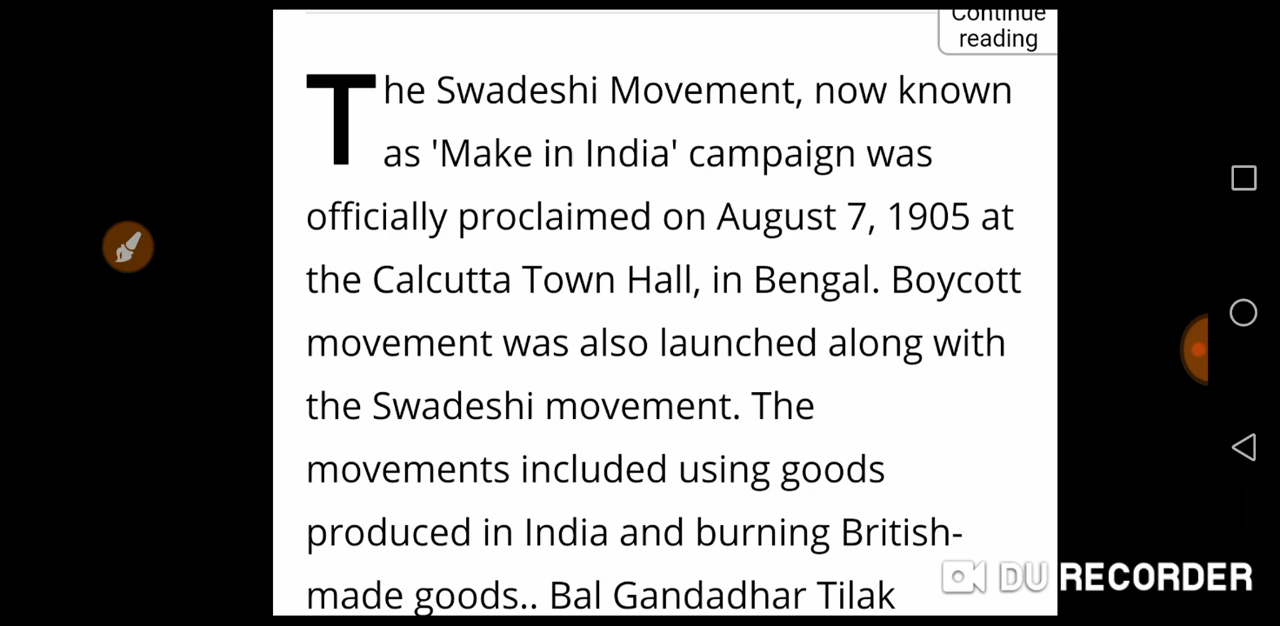 Continue
reading
The Swadeshi Movement, now known
as 'Make in India' campaign was
officially proclaimed on August 7, 1905 at
the Calcutta Town Hall, in Bengal. Boycott
movement was also launched along with
the Swadeshi movement. The
movements included using goods
produced in India and burning British-
made goods.. Bal Gandadhar Tilak
DU RECORDER